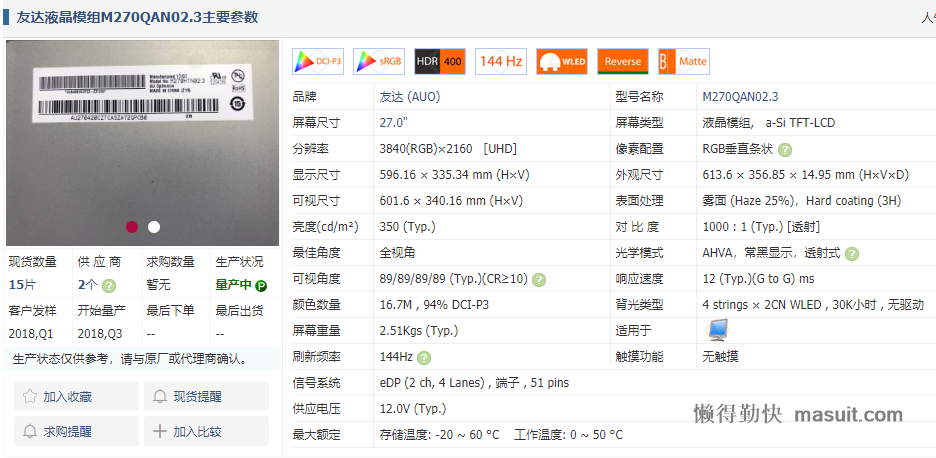 友达液晶模组M270QAN02.3主要参数
人
DCI-P3
sRGB
HDR 400
144 Hz
WLED
Reverse
Matte
Manufactured 12/07
Model No.: M270HTN02.3
AU Optronics
MADE IN CHINA (Z10)
15
品牌 友达 (AUO) 型号名称 M270QAN02.3
屏幕尺寸 27.0" 屏幕类型 液晶模组, a-Si TFT-LCD
分辨率 3840(RGB)×2160 [UHD] 像素配置 RGB垂直条状 ?
显示尺寸 596.16 × 335.34 mm (H×V) 外观尺寸 613.6 × 356.85 × 14.95 mm (H×V×D)
可视尺寸 601.6 × 340.16 mm (H×V) 表面处理 雾面 (Haze 25%), Hard coating (3H)
亮度(cd/m²) 350 (Typ.) 对 比 度 1000 : 1 (Typ.) [透射]
最佳角度 全视角 光学模式 AHVA, 常黑显示, 透射式 ?
可视角度 89/89/89/89 (Typ.)(CR≥10) ? 响应速度 12 (Typ.)(G to G) ms
颜色数量 16.7M , 94% DCI-P3 背光类型 4 strings × 2CN WLED , 30K小时 , 无驱动
屏幕重量 2.51Kgs (Typ.) 适用于
刷新频率 144Hz ? 触摸功能 无触摸
信号系统 eDP (2 ch, 4 Lanes) , 端子 , 51 pins
供应电压 12.0V (Typ.)
最大额定 存储温度: -20 ~ 60 °C 工作温度: 0 ~ 50 °C
现货数量 供 应 商 求购数量 生产状况
15片 2个 ? 暂无 量产中 P
客户发样 开始量产 最后下单 最后出货
2018,Q1 2018,Q3 -- --
生产状态仅供参考，请与原厂或代理商确认。
加入收藏 现货提醒
求购提醒 加入比较
懒得勤快 masuit.com